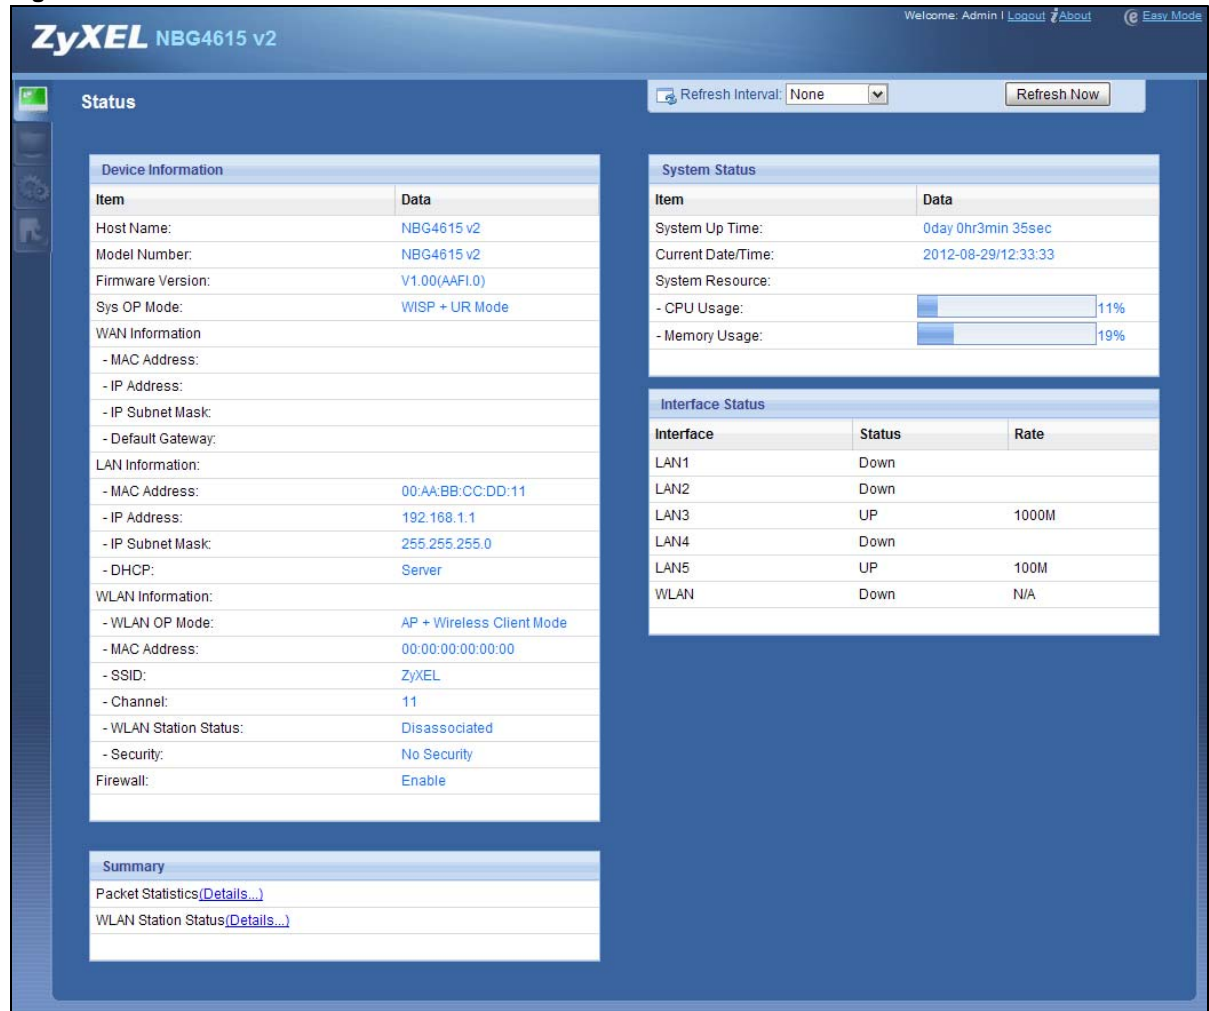 Welcome: Admin I Logout i About e Easy Mode
ZyXEL NBG4615 v2
Status
Refresh Interval: None Refresh Now
Device Information
Item Data
Host Name: NBG4615 v2
Model Number: NBG4615 v2
Firmware Version: V1.00(AAFI.0)
Sys OP Mode: WISP + UR Mode
WAN Information
- MAC Address:
- IP Address:
- IP Subnet Mask:
- Default Gateway:
LAN Information:
- MAC Address: 00:AA:BB:CC:DD:11
- IP Address: 192.168.1.1
- IP Subnet Mask: 255.255.255.0
- DHCP: Server
WLAN Information:
- WLAN OP Mode: AP + Wireless Client Mode
- MAC Address: 00:00:00:00:00:00
- SSID: ZyXEL
- Channel: 11
- WLAN Station Status: Disassociated
- Security: No Security
Firewall: Enable
Summary
Packet Statistics(Details...)
WLAN Station Status(Details...)
System Status
Item Data
System Up Time: 0day 0hr3min 35sec
Current Date/Time: 2012-08-29/12:33:33
System Resource:
- CPU Usage: 11%
- Memory Usage: 19%
Interface Status
Interface Status Rate
LAN1 Down
LAN2 Down
LAN3 UP 1000M
LAN4 Down
LAN5 UP 100M
WLAN Down N/A